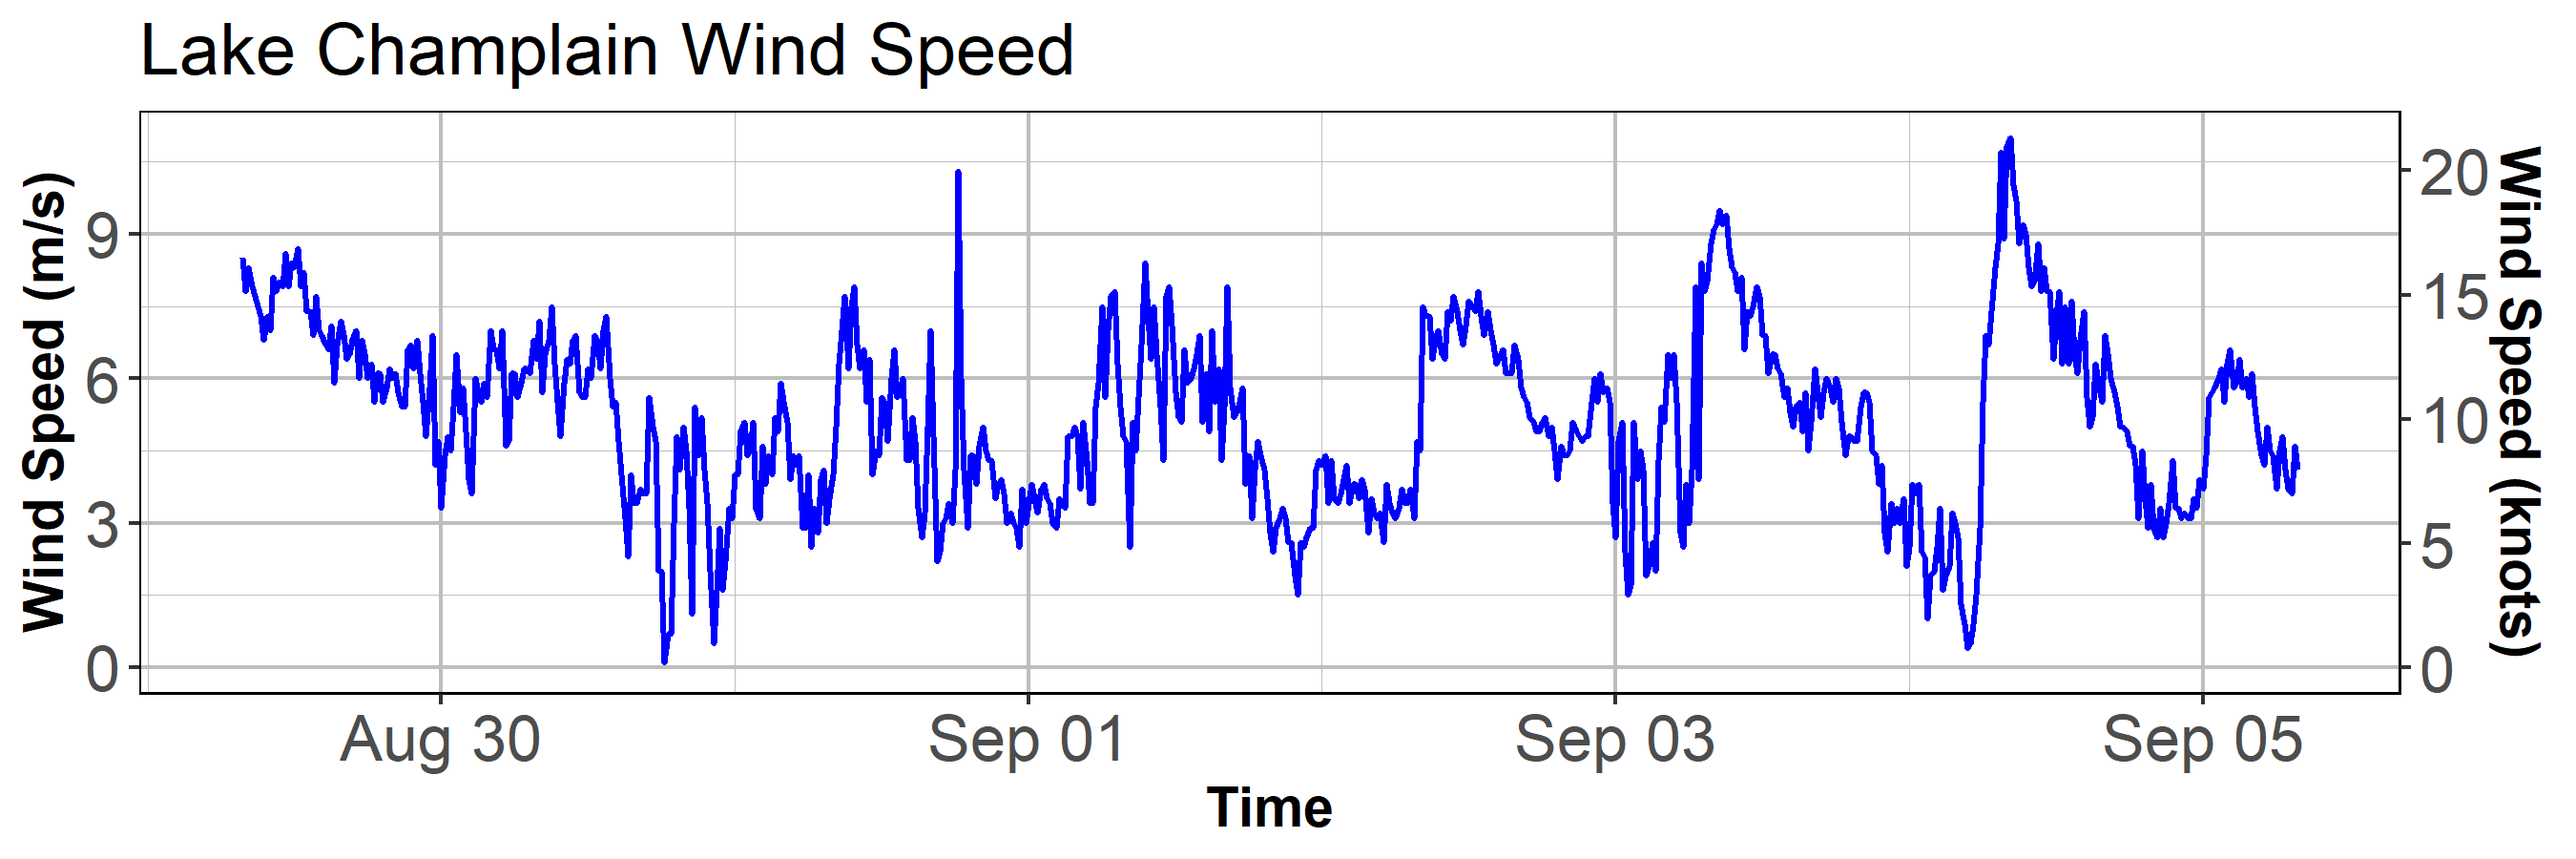 Lake Champlain Wind Speed
Wind Speed (m/s)
9
6
3
0
20
15
10
5
0
Wind Speed (knots)
Aug 30
Sep 01
Sep 03
Sep 05
Time